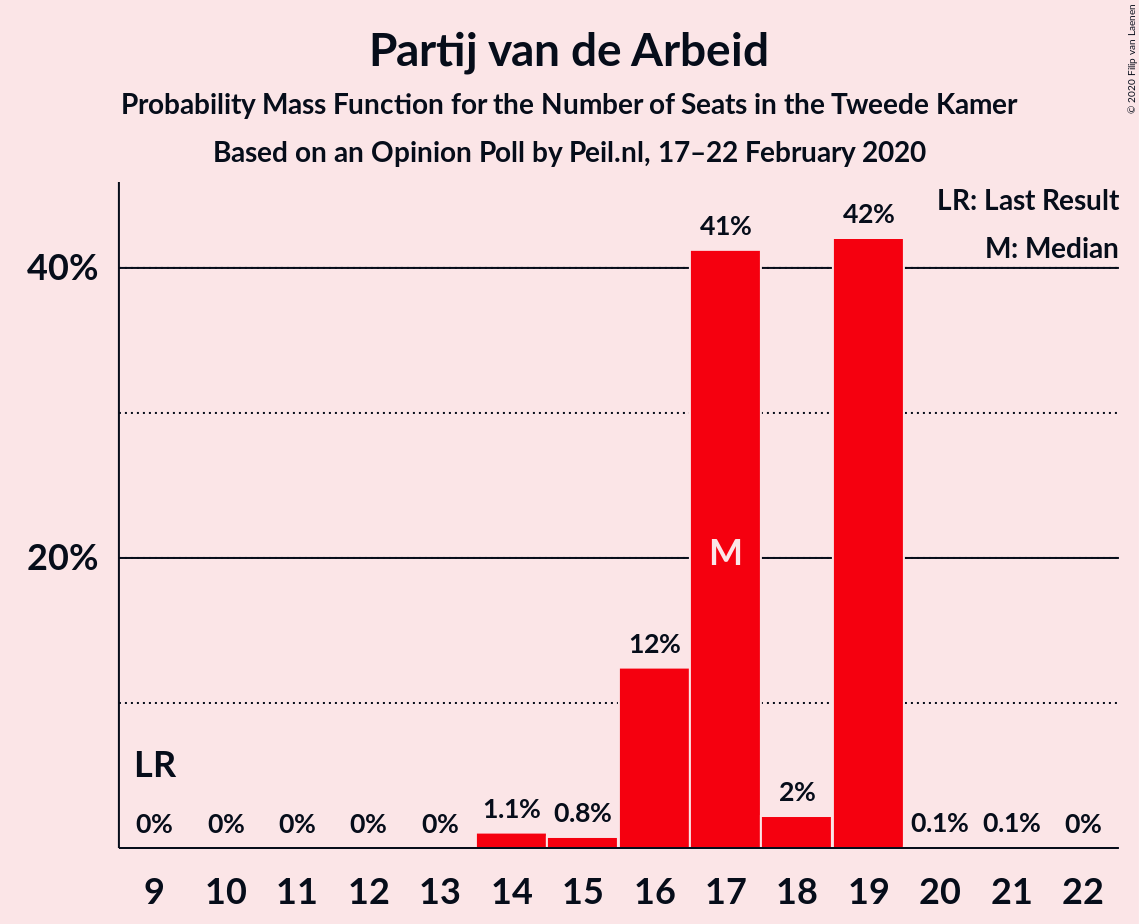 Partij van de Arbeid
Probability Mass Function for the Number of Seats in the Tweede Kamer
Based on an Opinion Poll by Peil.nl, 17–22 February 2020
© 2020 Filip van Laenen
LR: Last Result
M: Median
40%
20%
LR
M
0%
0%
0%
0%
0%
1.1%
0.8%
12%
41%
2%
42%
0.1%
0.1%
0%
9 10 11 12 13 14 15 16 17 18 19 20 21 22